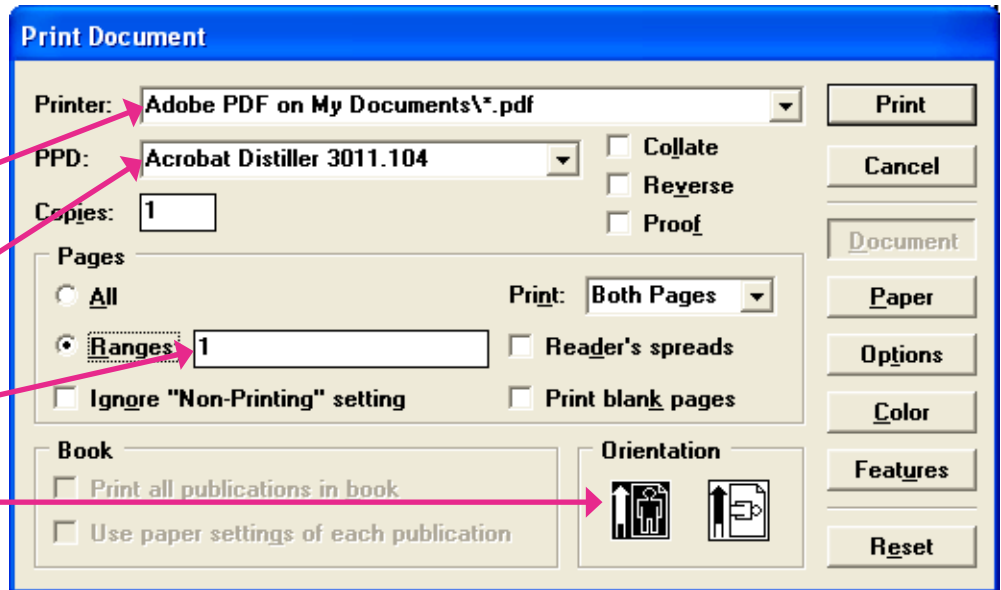 Print Document
Printer: Adobe PDF on My Documents\*.pdf Print
PPD: Acrobat Distiller 3011.104 Collate Cancel
Reverse
Copies: 1 Proof Document
Pages
All Print: Both Pages Paper
Ranges: 1 Reader's spreads Options
Ignore "Non-Printing" setting Print blank pages Color
Book Orientation
Print all publications in book Features
Use paper settings of each publication Reset